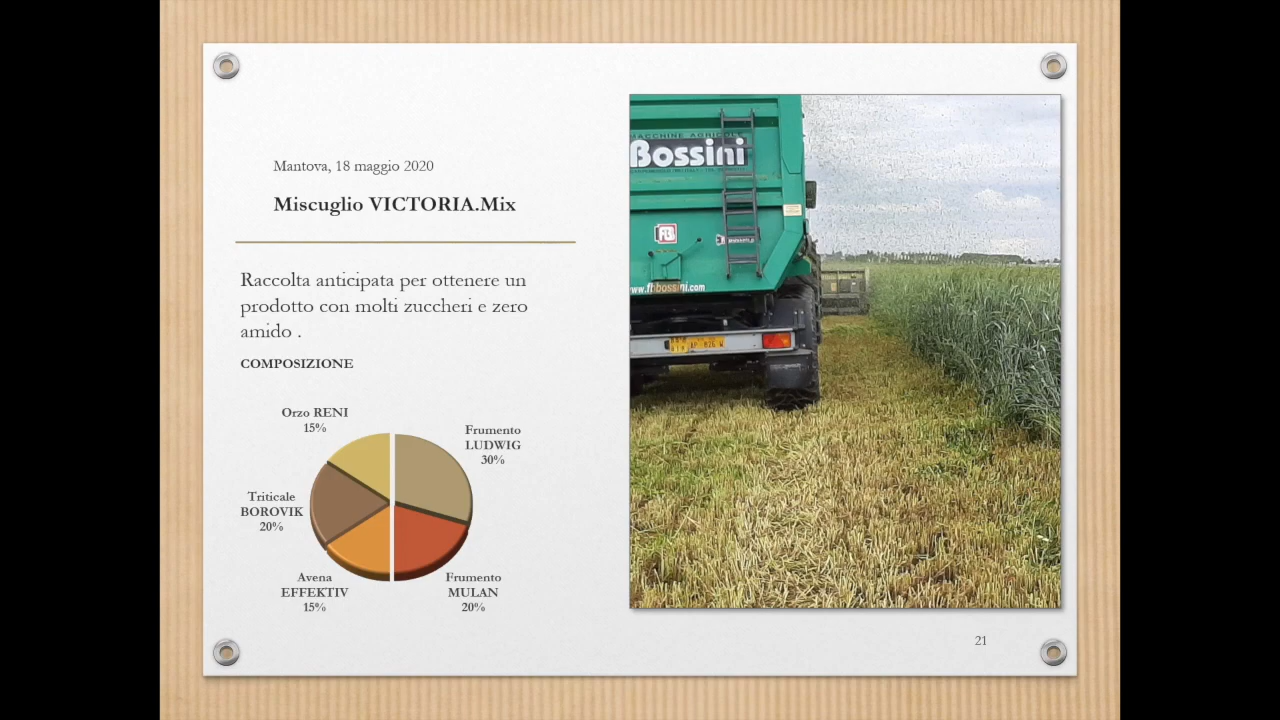 Mantova, 18 maggio 2020
Miscuglio VICTORIA.Mix
Raccolta anticipata per ottenere un
prodotto con molti zuccheri e zero
amido .
COMPOSIZIONE
Orzo RENI
15%
Frumento
LUDWIG
30%
Triticale
BOROVIK
20%
Avena
EFFEKTIV
15%
Frumento
MULAN
20%
MACCHINE AGRICOLE
Bossini
www.fbbossini.com
21